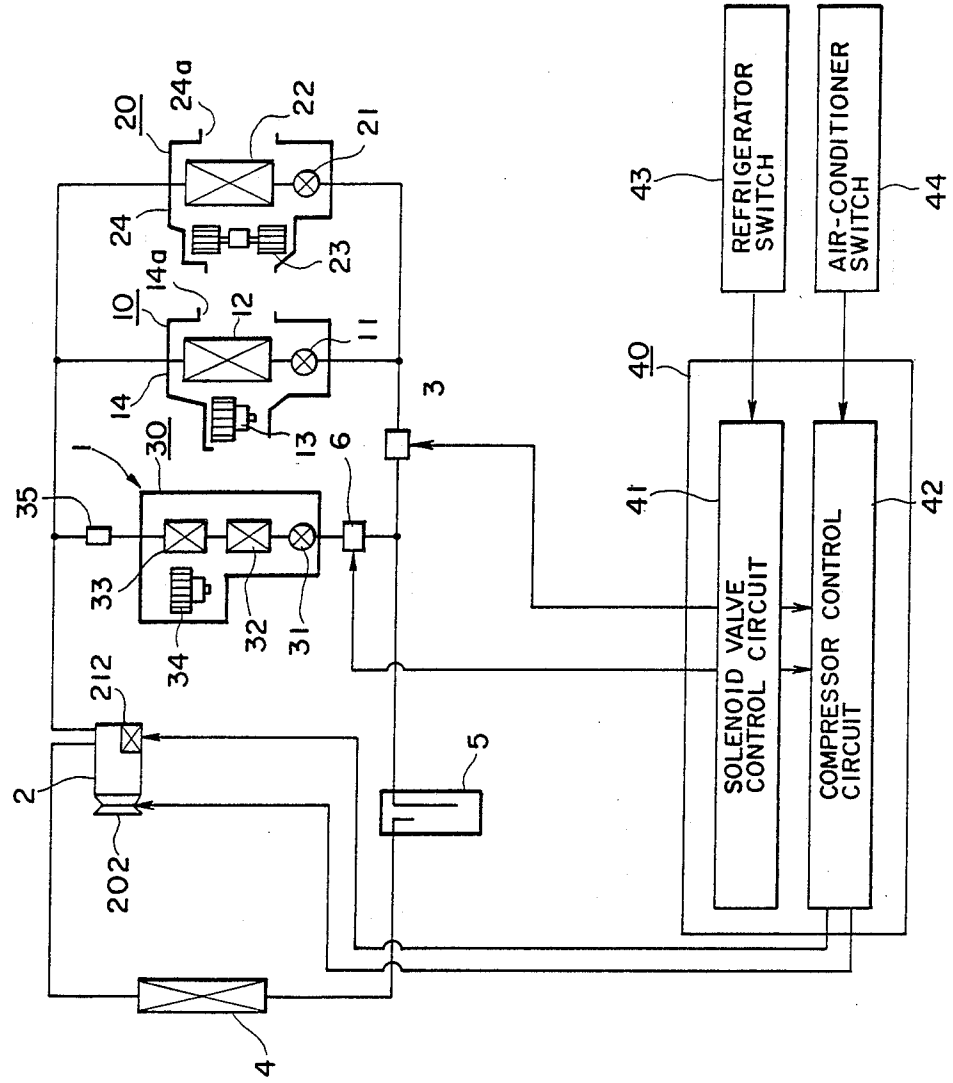 35
1
30
33
34
32
31
6
10
14
14a
12
13
11
3
20
24
24a
22
23
21
2
212
202
5
4
40
41
SOLENOID VALVE
CONTROL CIRCUIT
COMPRESSOR CONTROL
CIRCUIT
42
43
REFRIGERATOR
SWITCH
AIR-CONDITIONER
SWITCH
44